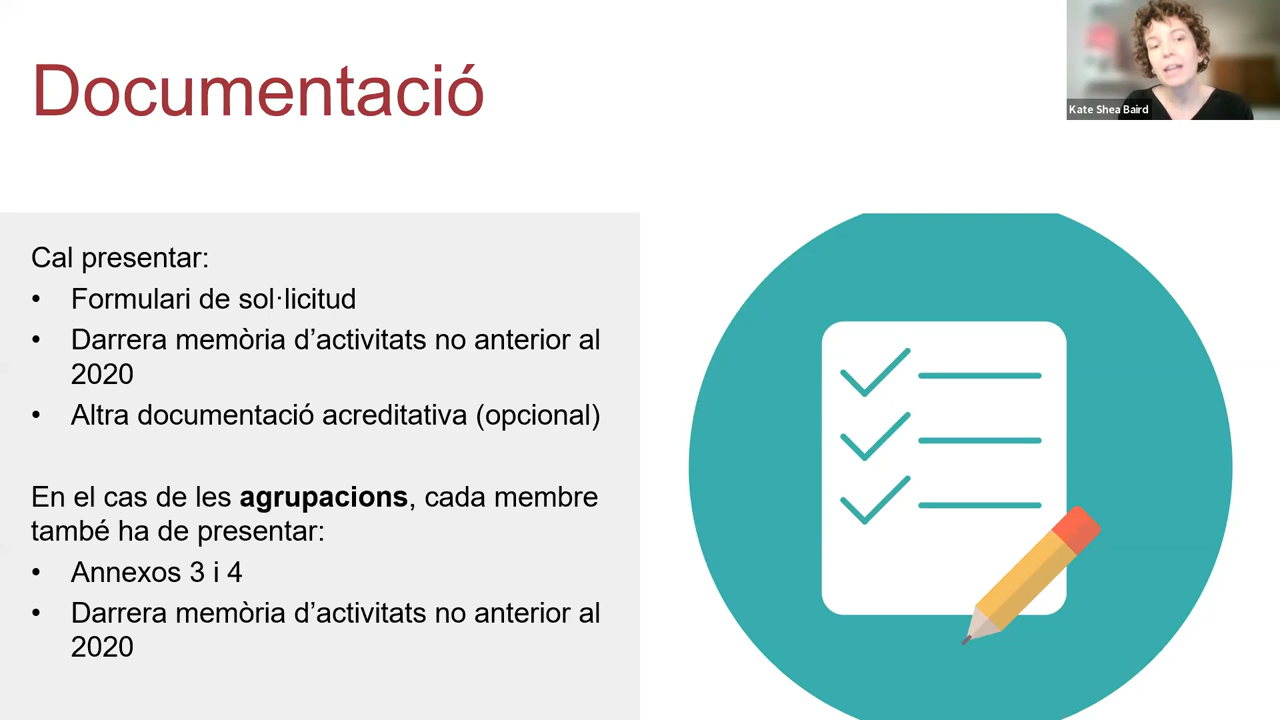 Documentació
Kate Shea Baird
Cal presentar:
• Formulari de sol·licitud
• Darrera memòria d’activitats no anterior al
2020
• Altra documentació acreditativa (opcional)
En el cas de les agrupacions, cada membre
també ha de presentar:
• Annexos 3 i 4
• Darrera memòria d’activitats no anterior al
2020